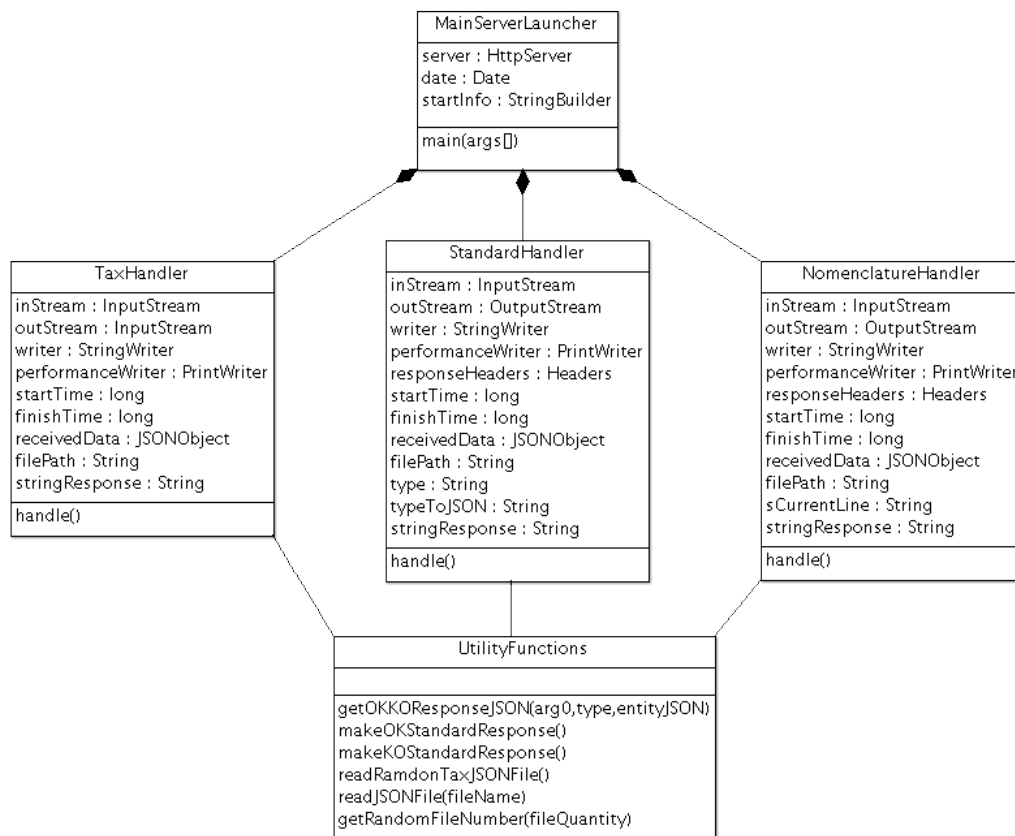 MainServerLauncher
server : HttpServer
date : Date
startInfo : StringBuilder
main(args[])
TaxHandler
inStream : InputStream
outStream : InputStream
writer : StringWriter
performanceWriter : PrintWriter
startTime : long
finishTime : long
receivedData : JSONObject
filePath : String
stringResponse : String
handle()
StandardHandler
inStream : InputStream
outStream : OutputStream
writer : StringWriter
performanceWriter : PrintWriter
responseHeaders : Headers
startTime : long
finishTime : long
receivedData : JSONObject
filePath : String
type : String
typeToJSON : String
stringResponse : String
handle()
NomenclatureHandler
inStream : InputStream
outStream : OutputStream
writer : StringWriter
performanceWriter : PrintWriter
responseHeaders : Headers
startTime : long
finishTime : long
receivedData : JSONObject
filePath : String
sCurrentLine : String
stringResponse : String
handle()
UtilityFunctions
getOKKOResponseJSON(arg0,type,entityJSON)
makeOKStandardResponse()
makeKOStandardResponse()
readRamdonTaxJSONFile()
readJSONFile(fileName)
getRandomFileNumber(fileQuantity)